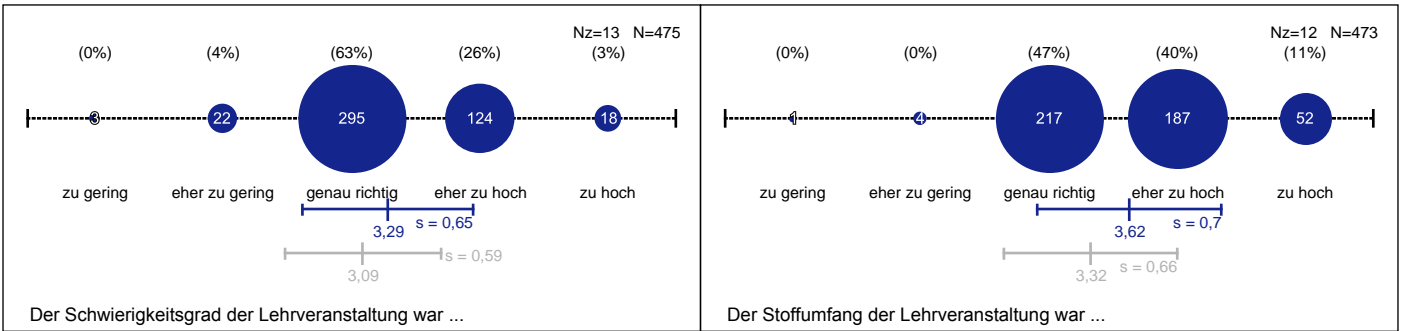 Nz=13 N=475
(0%) (4%) (63%) (26%) (3%)
3 22 295 124 18
zu gering eher zu gering genau richtig eher zu hoch zu hoch
s = 0,65
3,29
s = 0,59
3,09
Der Schwierigkeitsgrad der Lehrveranstaltung war ...
Nz=12 N=473
(0%) (0%) (47%) (40%) (11%)
1 4 217 187 52
zu gering eher zu gering genau richtig eher zu hoch zu hoch
s = 0,7
3,62
s = 0,66
3,32
Der Stoffumfang der Lehrveranstaltung war ...